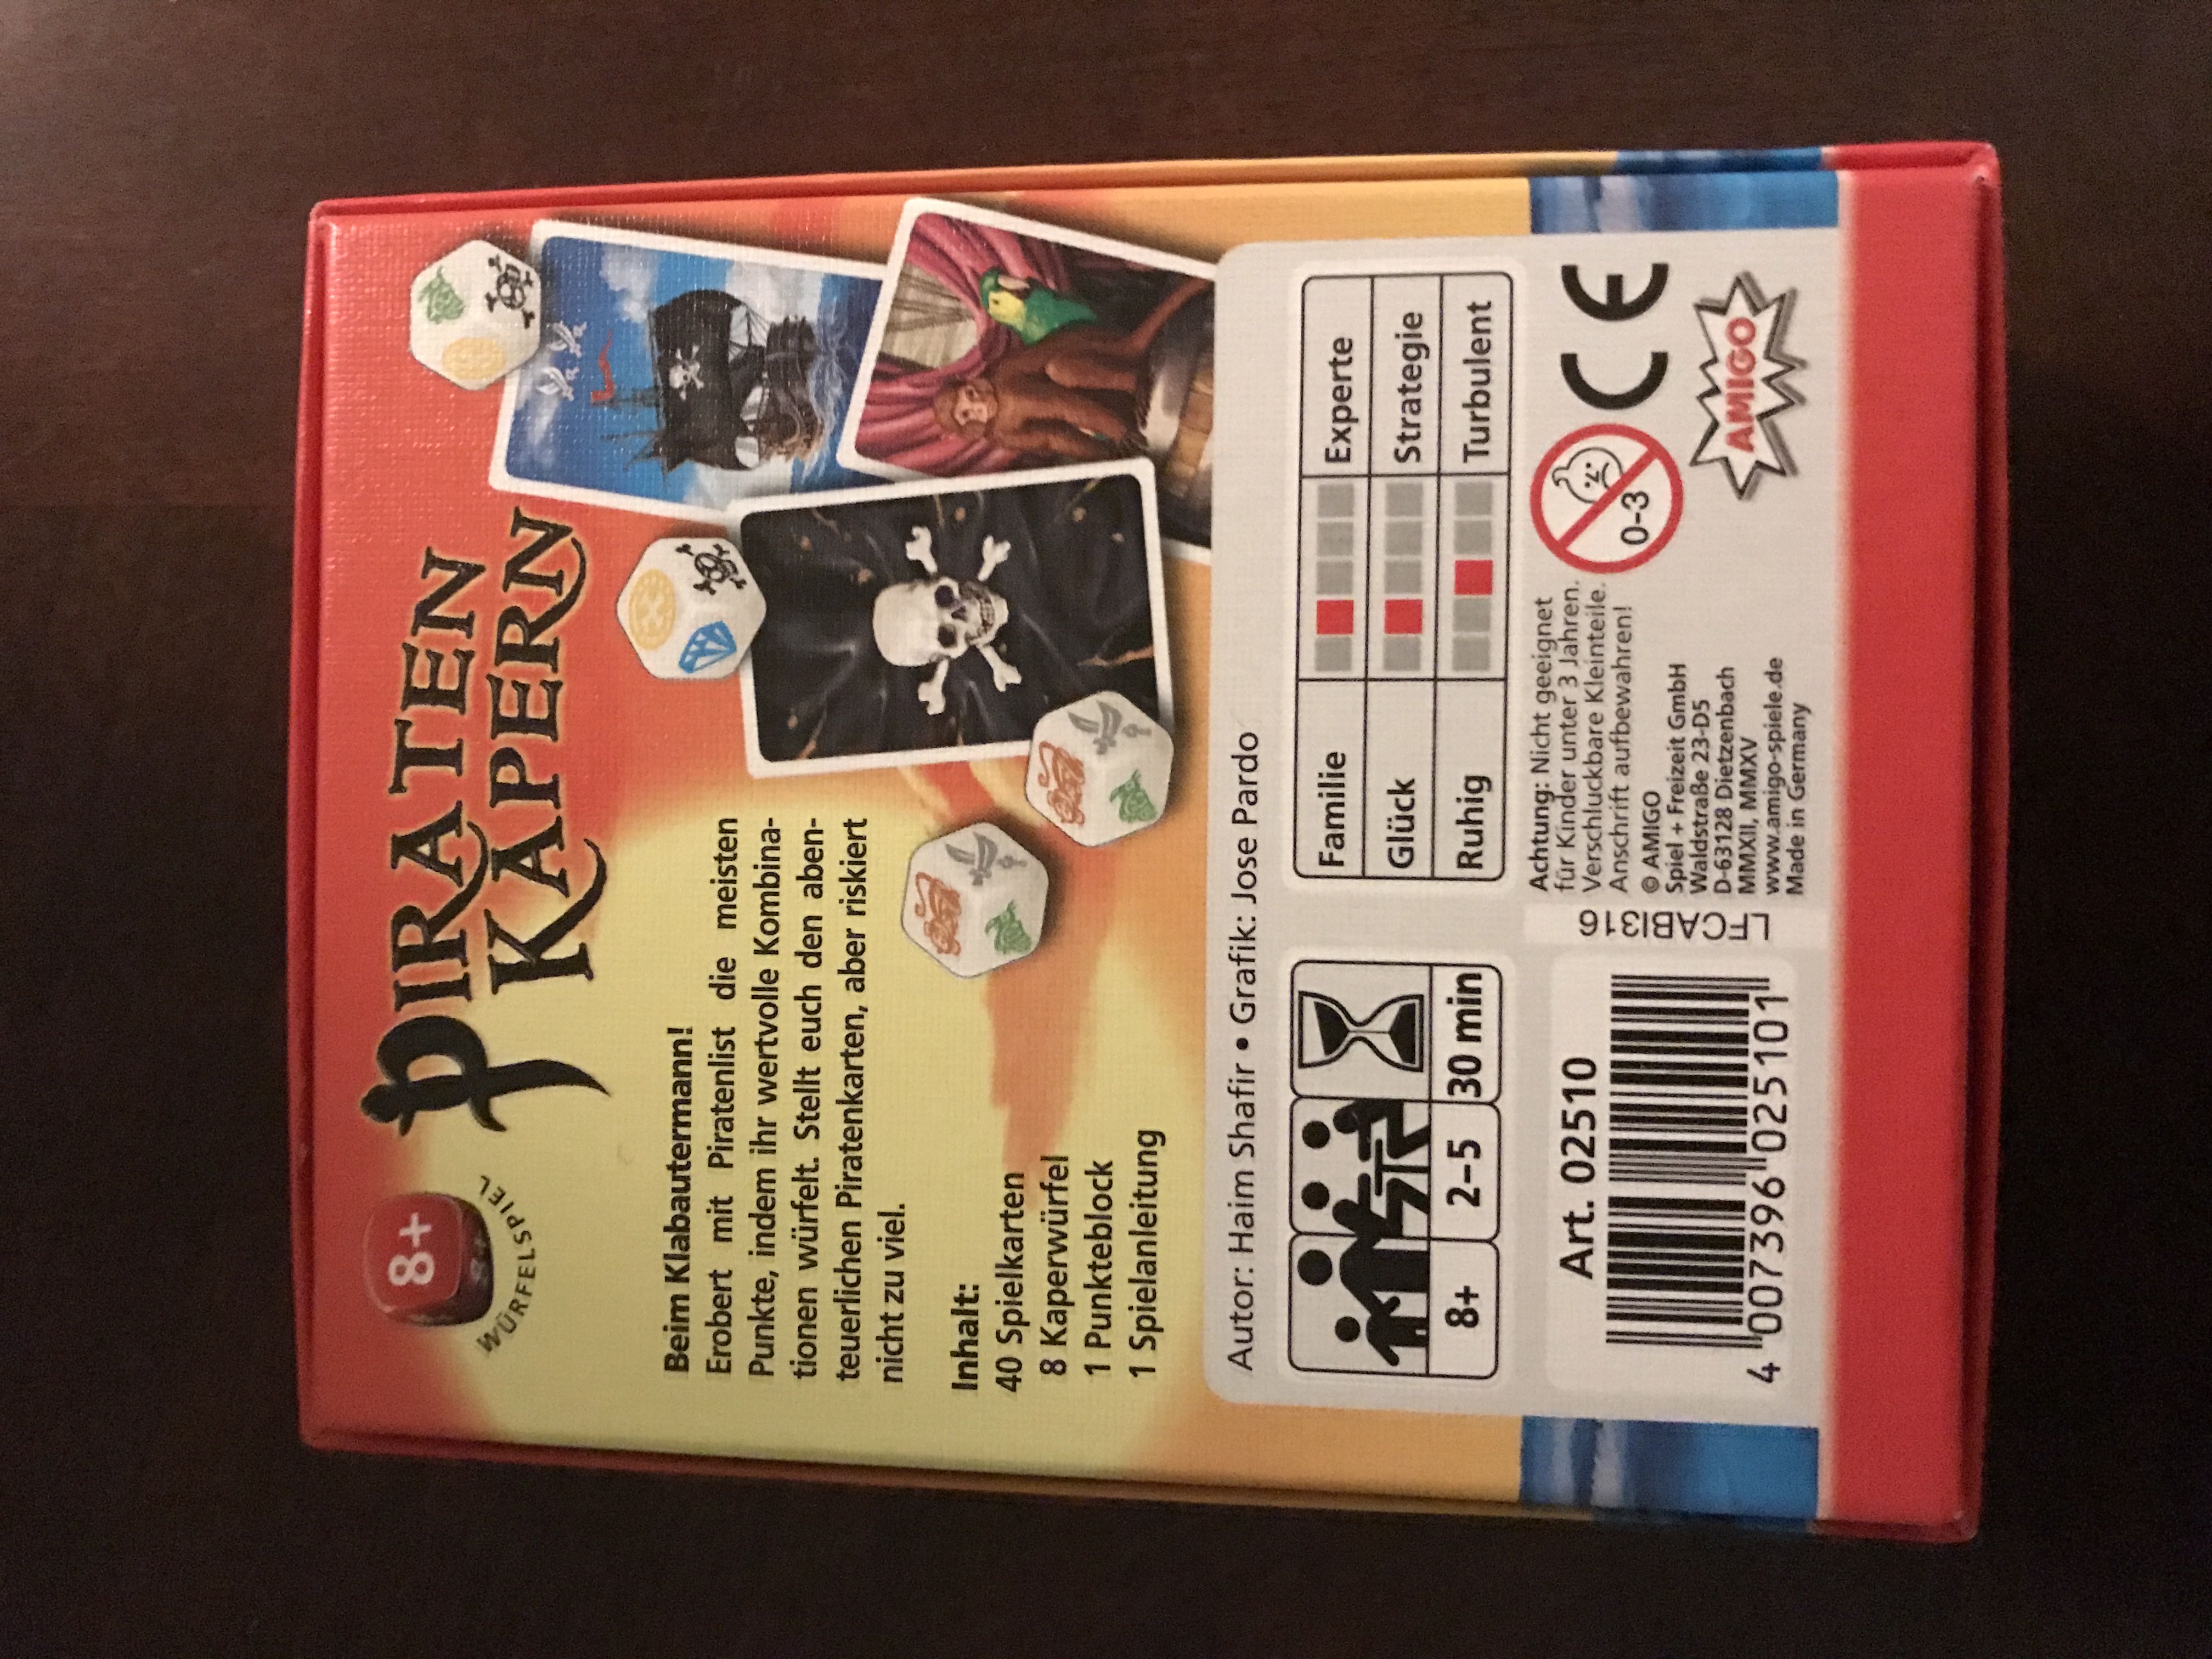 8+
WÜRFELSPIEL
PIRATEN
KAPERN
Beim Klabautermann!
Erobert mit Piratenlist die meisten
Punkte, indem ihr wertvolle Kombina-
tionen würfelt. Stellt euch den aben-
teuerlichen Piratenkarten, aber riskiert
nicht zu viel.
Inhalt:
40 Spielkarten
8 Kaperwürfel
1 Punkteblock
1 Spielanleitung
Autor: Haim Shafir • Grafik: Jose Pardo
8+ 2–5 30 min
Familie Experte
Glück Strategie
Ruhig Turbulent
Art. 02510
4 007396 025101
LFCABI316
Achtung: Nicht geeignet
für Kinder unter 3 Jahren.
Verschluckbare Kleinteile.
Anschrift aufbewahren!
© AMIGO
Spiel + Freizeit GmbH
Waldstraße 23-D5
D-63128 Dietzenbach
MMXII, MMXV
www.amigo-spiele.de
Made in Germany
0-3
CE
AMIGO